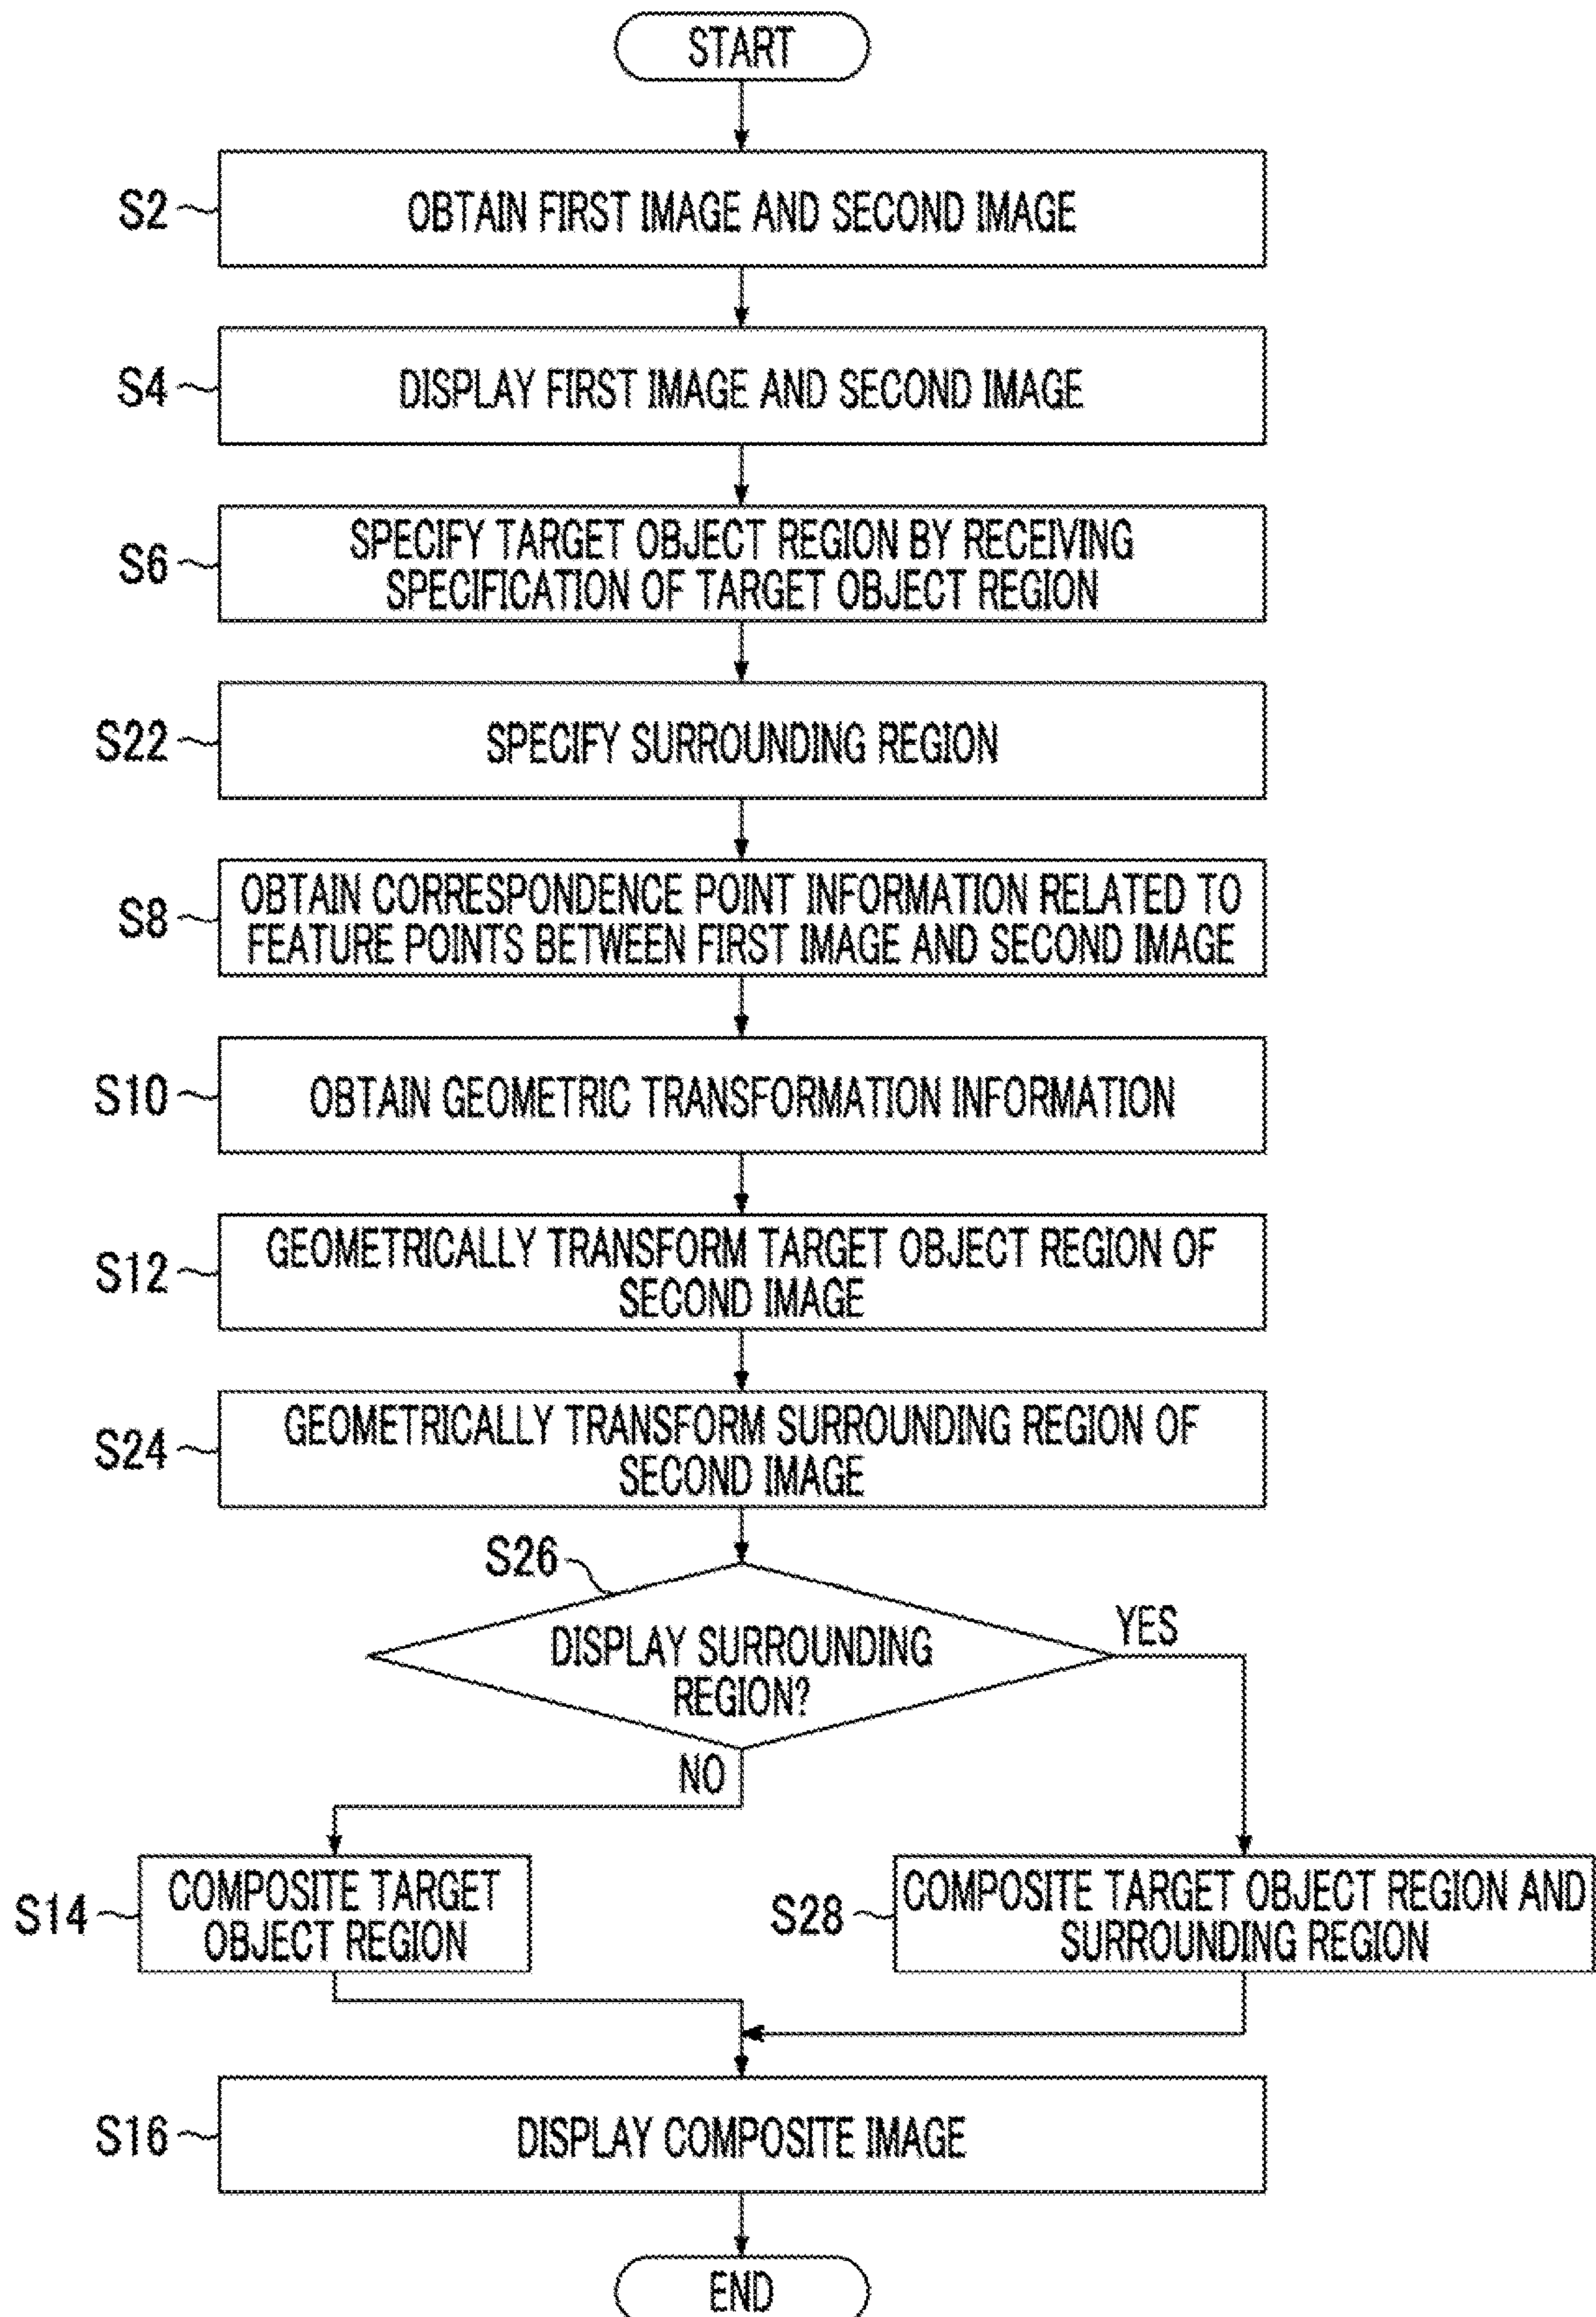 START
S2
OBTAIN FIRST IMAGE AND SECOND IMAGE
S4
DISPLAY FIRST IMAGE AND SECOND IMAGE
S6
SPECIFY TARGET OBJECT REGION BY RECEIVING
SPECIFICATION OF TARGET OBJECT REGION
S22
SPECIFY SURROUNDING REGION
S8
OBTAIN CORRESPONDENCE POINT INFORMATION RELATED TO
FEATURE POINTS BETWEEN FIRST IMAGE AND SECOND IMAGE
S10
OBTAIN GEOMETRIC TRANSFORMATION INFORMATION
S12
GEOMETRICALLY TRANSFORM TARGET OBJECT REGION OF
SECOND IMAGE
S24
GEOMETRICALLY TRANSFORM SURROUNDING REGION OF
SECOND IMAGE
S26
DISPLAY SURROUNDING
REGION?
YES
NO
S14
COMPOSITE TARGET
OBJECT REGION
S28
COMPOSITE TARGET OBJECT REGION AND
SURROUNDING REGION
S16
DISPLAY COMPOSITE IMAGE
END